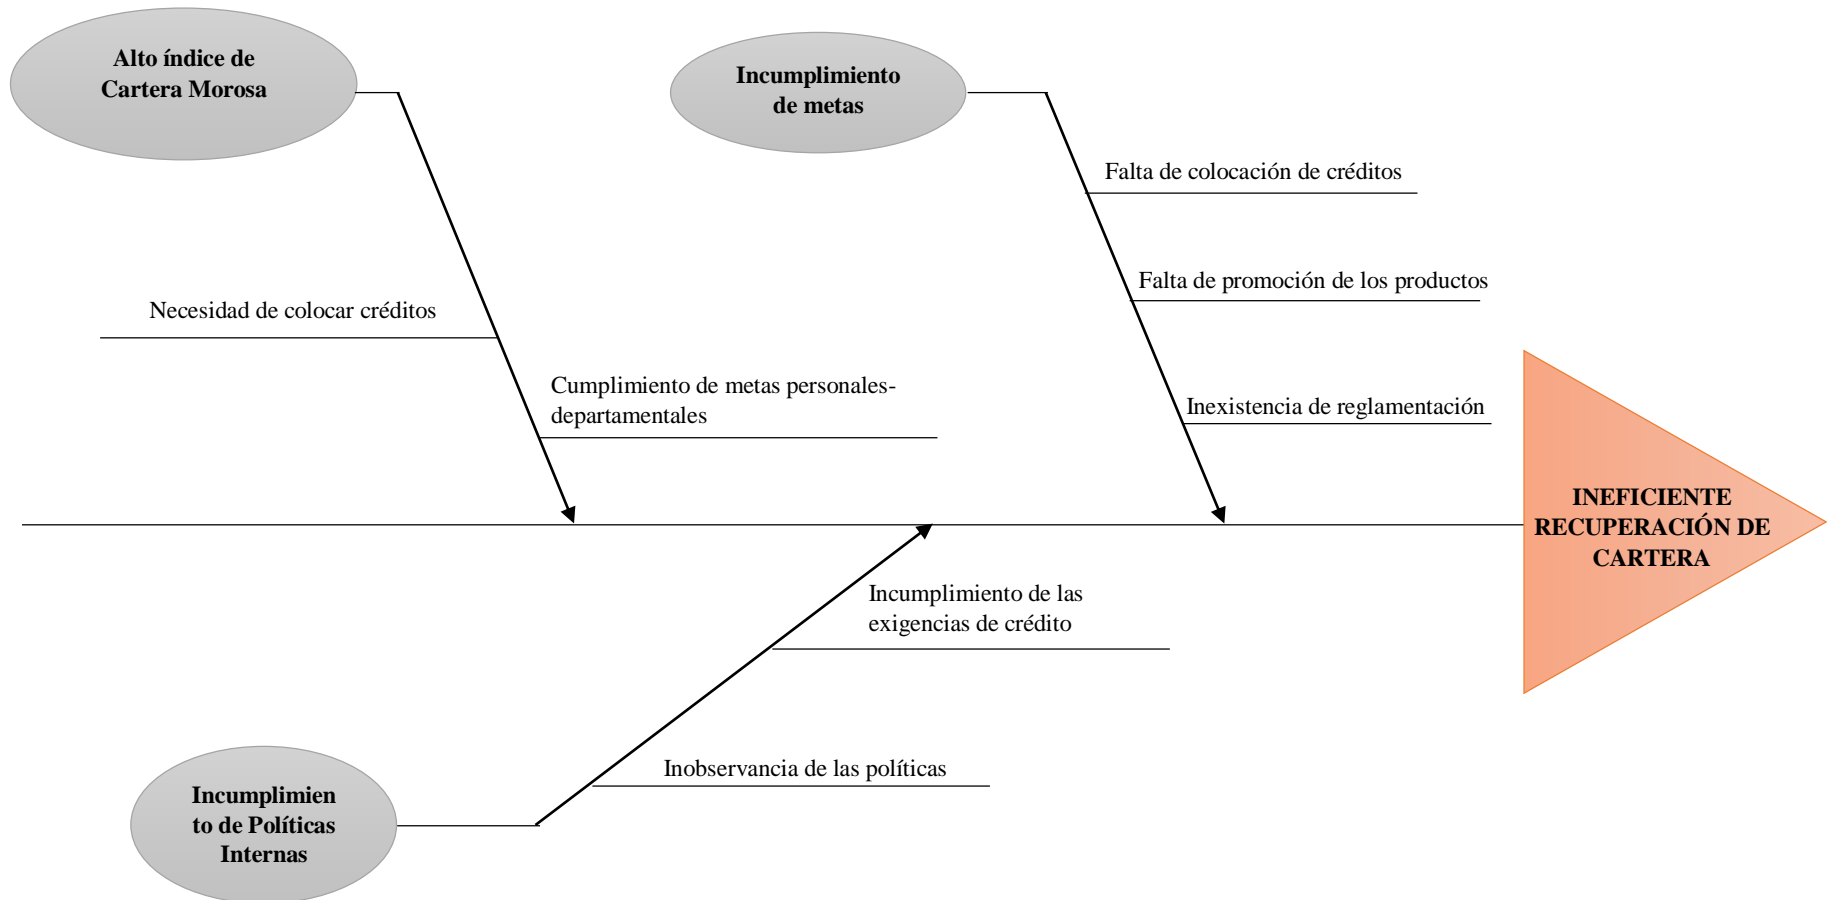 Alto índice de
Cartera Morosa
Incumplimiento
de metas
Falta de colocación de créditos
Falta de promoción de los productos
Necesidad de colocar créditos
Cumplimiento de metas personales-
departamentales
Inexistencia de reglamentación
INEFICIENTE
RECUPERACIÓN DE
CARTERA
Incumplimiento de las
exigencias de crédito
Inobservancia de las políticas
Incumplimien
to de Políticas
Internas